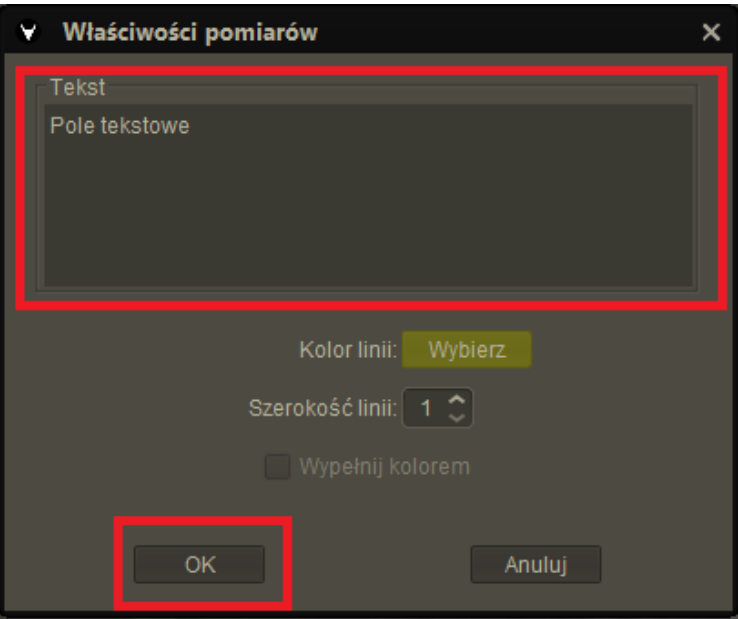 Właściwości pomiarów
Tekst
Pole tekstowe
Kolor linii: Wybierz
Szerokość linii: 1
Wypełnij kolorem
OK Anuluj